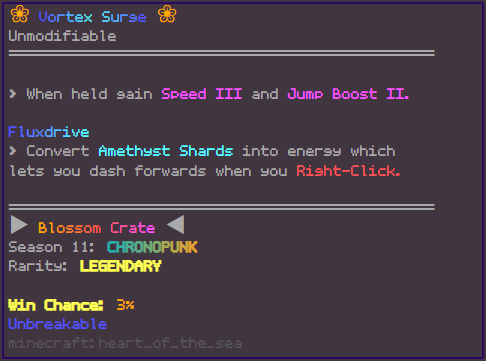 Vortex Surge
Unmodifiable
> When held gain Speed III and Jump Boost II.
Fluxdrive
> Convert Amethyst Shards into energy which
lets you dash forwards when you Right-Click.
Blossom Crate
Season 11: CHRONOPUNK
Rarity: LEGENDARY
Win Chance: 3%
Unbreakable
minecraft:heart_of_the_sea